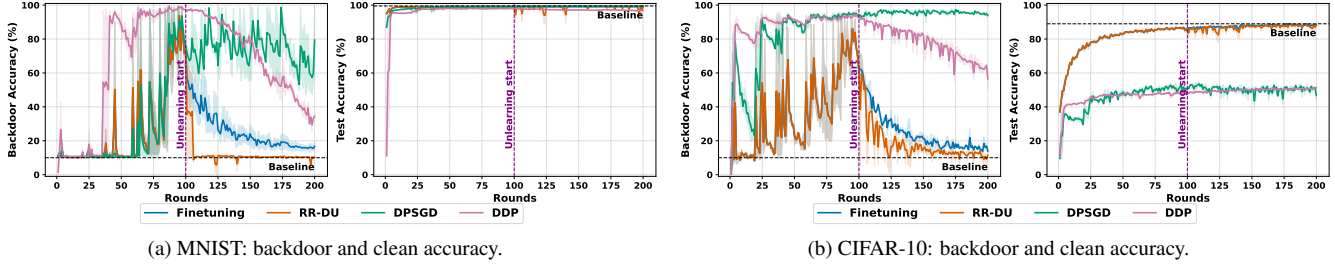 Backdoor Accuracy (%)
100
80
60
40
20
0
Unlearning start
Baseline
0
25
50
75
100
125
150
175
200
Rounds
Test Accuracy (%)
100
80
60
40
20
0
Unlearning start
Baseline
0
25
50
75
100
125
150
175
200
Finetuning
RR-DU
DPSGD
DDP
(a) MNIST: backdoor and clean accuracy.
Backdoor Accuracy (%)
100
80
60
40
20
0
Unlearning start
Baseline
0
25
50
75
100
125
150
175
200
Rounds
Test Accuracy (%)
100
80
60
40
20
0
Unlearning start
Baseline
0
25
50
75
100
125
150
175
200
Finetuning
RR-DU
DPSGD
DDP
(b) CIFAR-10: backdoor and clean accuracy.